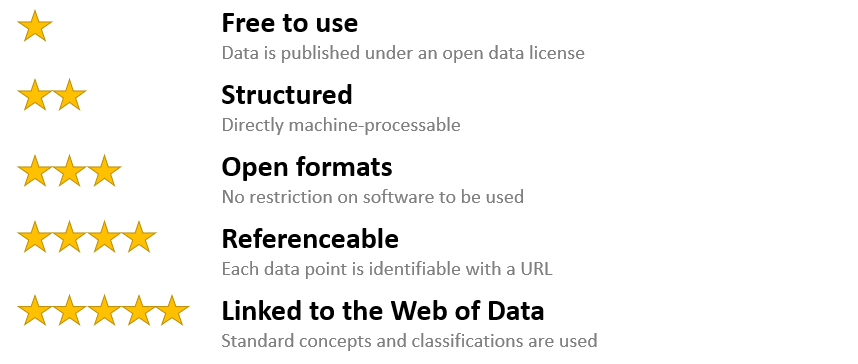 Free to use
Data is published under an open data license
Structured
Directly machine-processable
Open formats
No restriction on software to be used
Referenceable
Each data point is identifiable with a URL
Linked to the Web of Data
Standard concepts and classifications are used